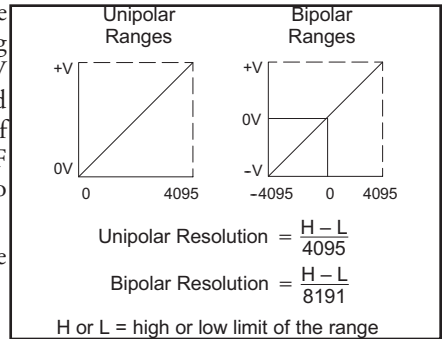 Unipolar Ranges
Bipolar Ranges
+V
0V
0 4095
+V
0V
–V
–4095 0 4095
Unipolar Resolution = H – L / 4095
Bipolar Resolution = H – L / 8191
H or L = high or low limit of the range